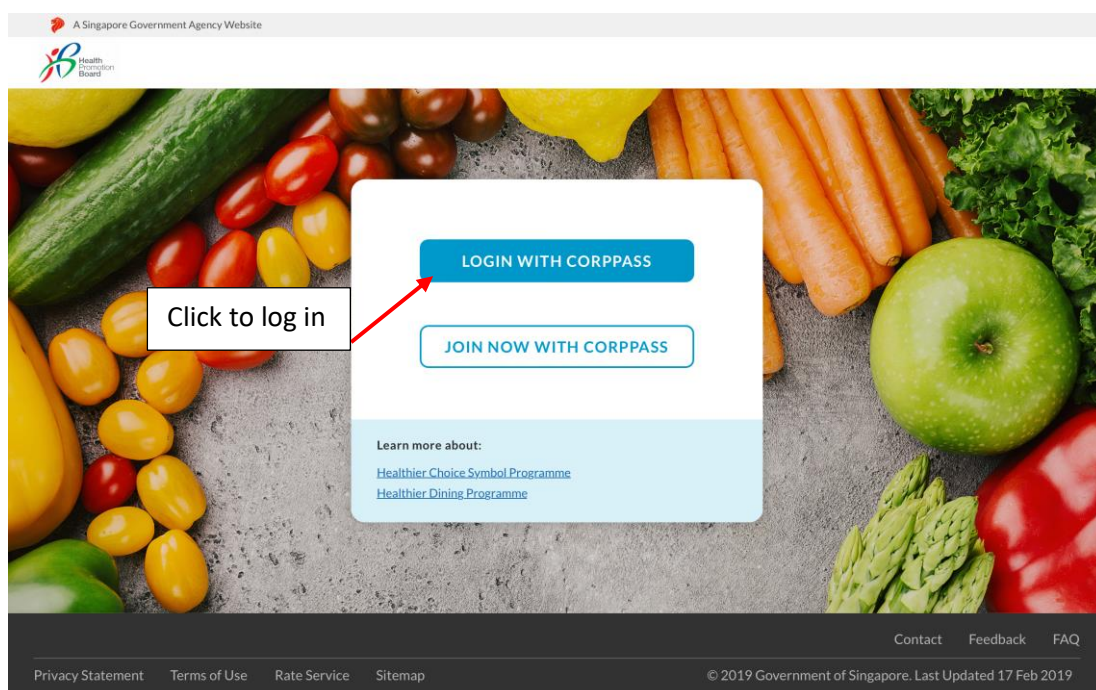 A Singapore Government Agency Website
Health
Promotion
Board
LOGIN WITH CORPPASS
Click to log in
JOIN NOW WITH CORPPASS
Learn more about:
Healthier Choice Symbol Programme
Healthier Dining Programme
Contact Feedback FAQ
Privacy Statement Terms of Use Rate Service Sitemap © 2019 Government of Singapore. Last Updated 17 Feb 2019